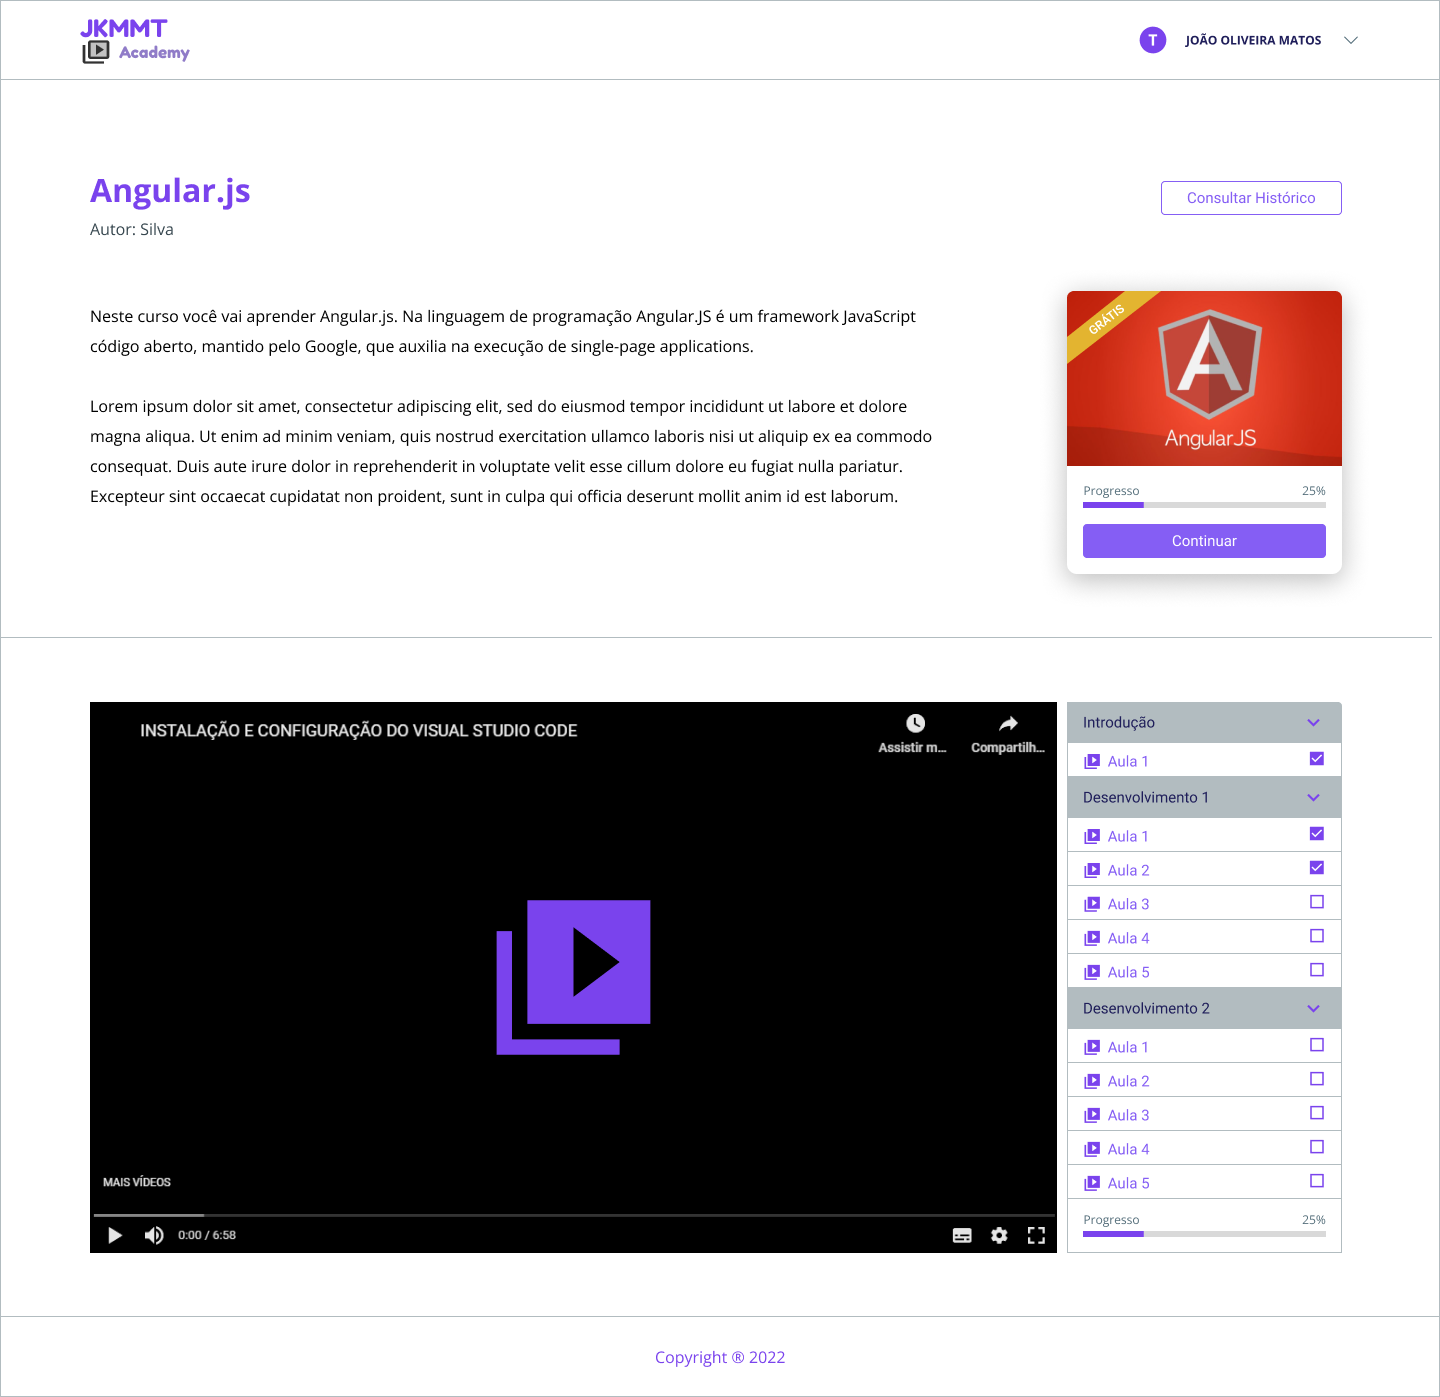 JKMMT
Academy
T
JOÃO OLIVEIRA MATOS
Angular.js
Autor: Silva
Consultar Histórico
Neste curso você vai aprender Angular.js. Na linguagem de programação Angular.JS é um framework JavaScript
código aberto, mantido pelo Google, que auxilia na execução de single-page applications.
Lorem ipsum dolor sit amet, consectetur adipiscing elit, sed do eiusmod tempor incididunt ut labore et dolore
magna aliqua. Ut enim ad minim veniam, quis nostrud exercitation ullamco laboris nisi ut aliquip ex ea commodo
consequat. Duis aute irure dolor in reprehenderit in voluptate velit esse cillum dolore eu fugiat nulla pariatur.
Excepteur sint occaecat cupidatat non proident, sunt in culpa qui officia deserunt mollit anim id est laborum.
GRÁTIS
A
AngularJS
Progresso 25%
Continuar
INSTALAÇÃO E CONFIGURAÇÃO DO VISUAL STUDIO CODE
Assistir m...
Compartilh...
MAIS VÍDEOS
0:00 / 6:58
Introdução
Aula 1
Desenvolvimento 1
Aula 1
Aula 2
Aula 3
Aula 4
Aula 5
Desenvolvimento 2
Aula 1
Aula 2
Aula 3
Aula 4
Aula 5
Progresso 25%
Copyright ® 2022